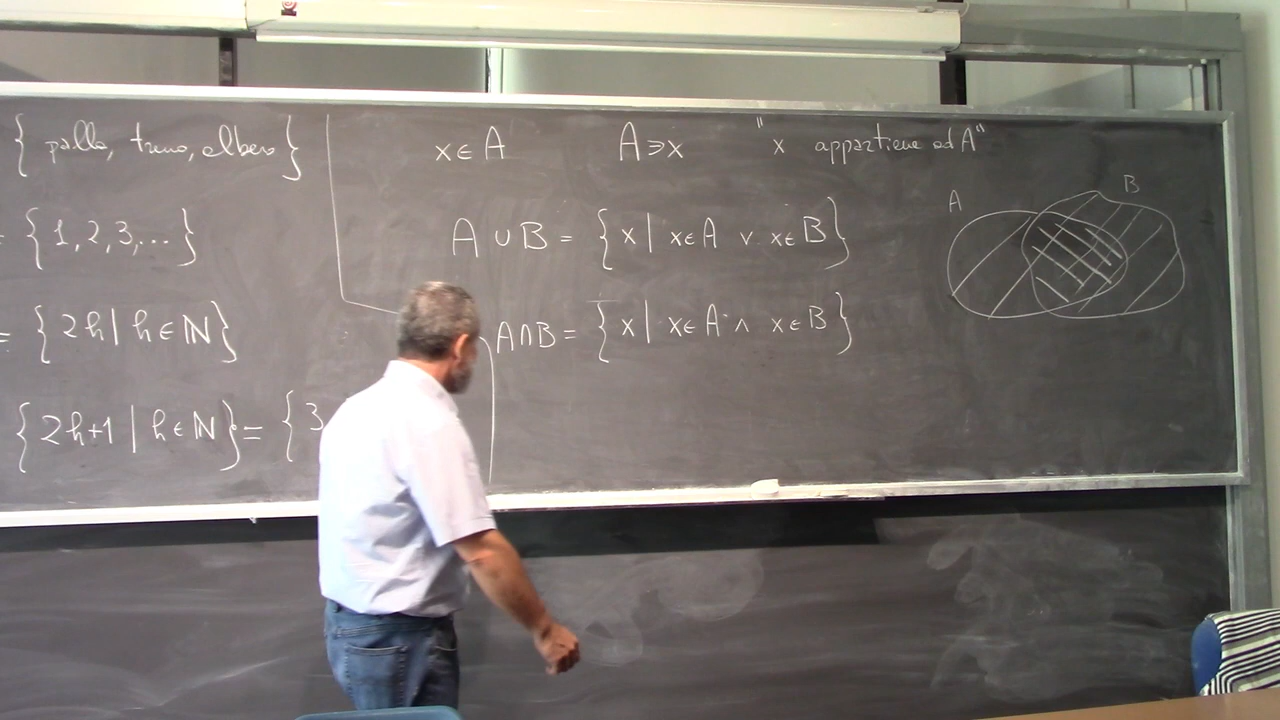 {palla, treno, albero}
= {1, 2, 3, ...}
= {2h | h ∈ ℕ}
{2h+1 | h ∈ ℕ} = {3
x ∈ A A ∋ x "x appartiene ad A"
A ∪ B = {x | x ∈ A ∨ x ∈ B}
A ∩ B = {x | x ∈ A ∧ x ∈ B}
A B